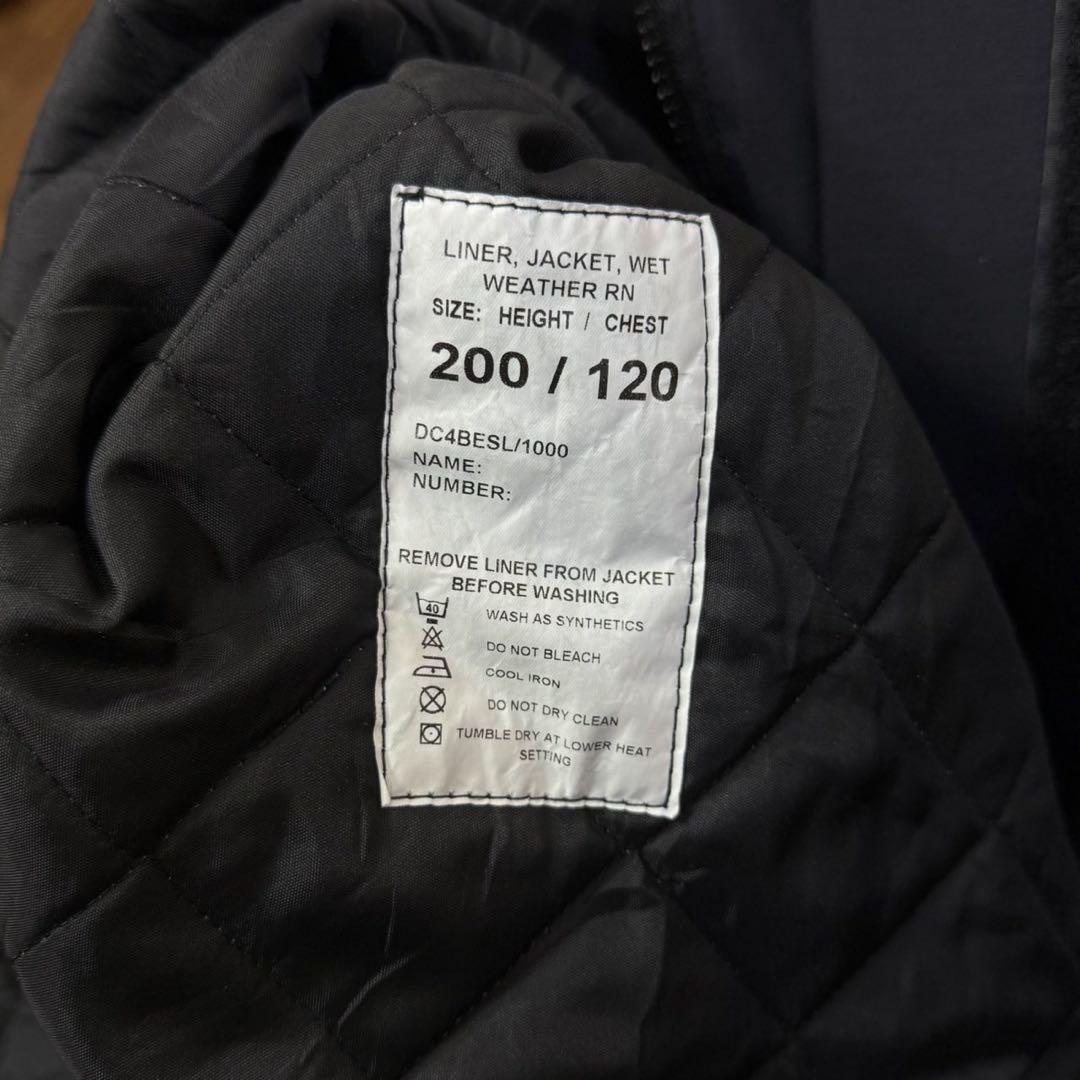 LINER, JACKET, WET
WEATHER RN
SIZE: HEIGHT / CHEST
200 / 120
DC4BESL/1000
NAME:
NUMBER:
REMOVE LINER FROM JACKET
BEFORE WASHING
40 WASH AS SYNTHETICS
DO NOT BLEACH
COOL IRON
DO NOT DRY CLEAN
TUMBLE DRY AT LOWER HEAT
SETTING